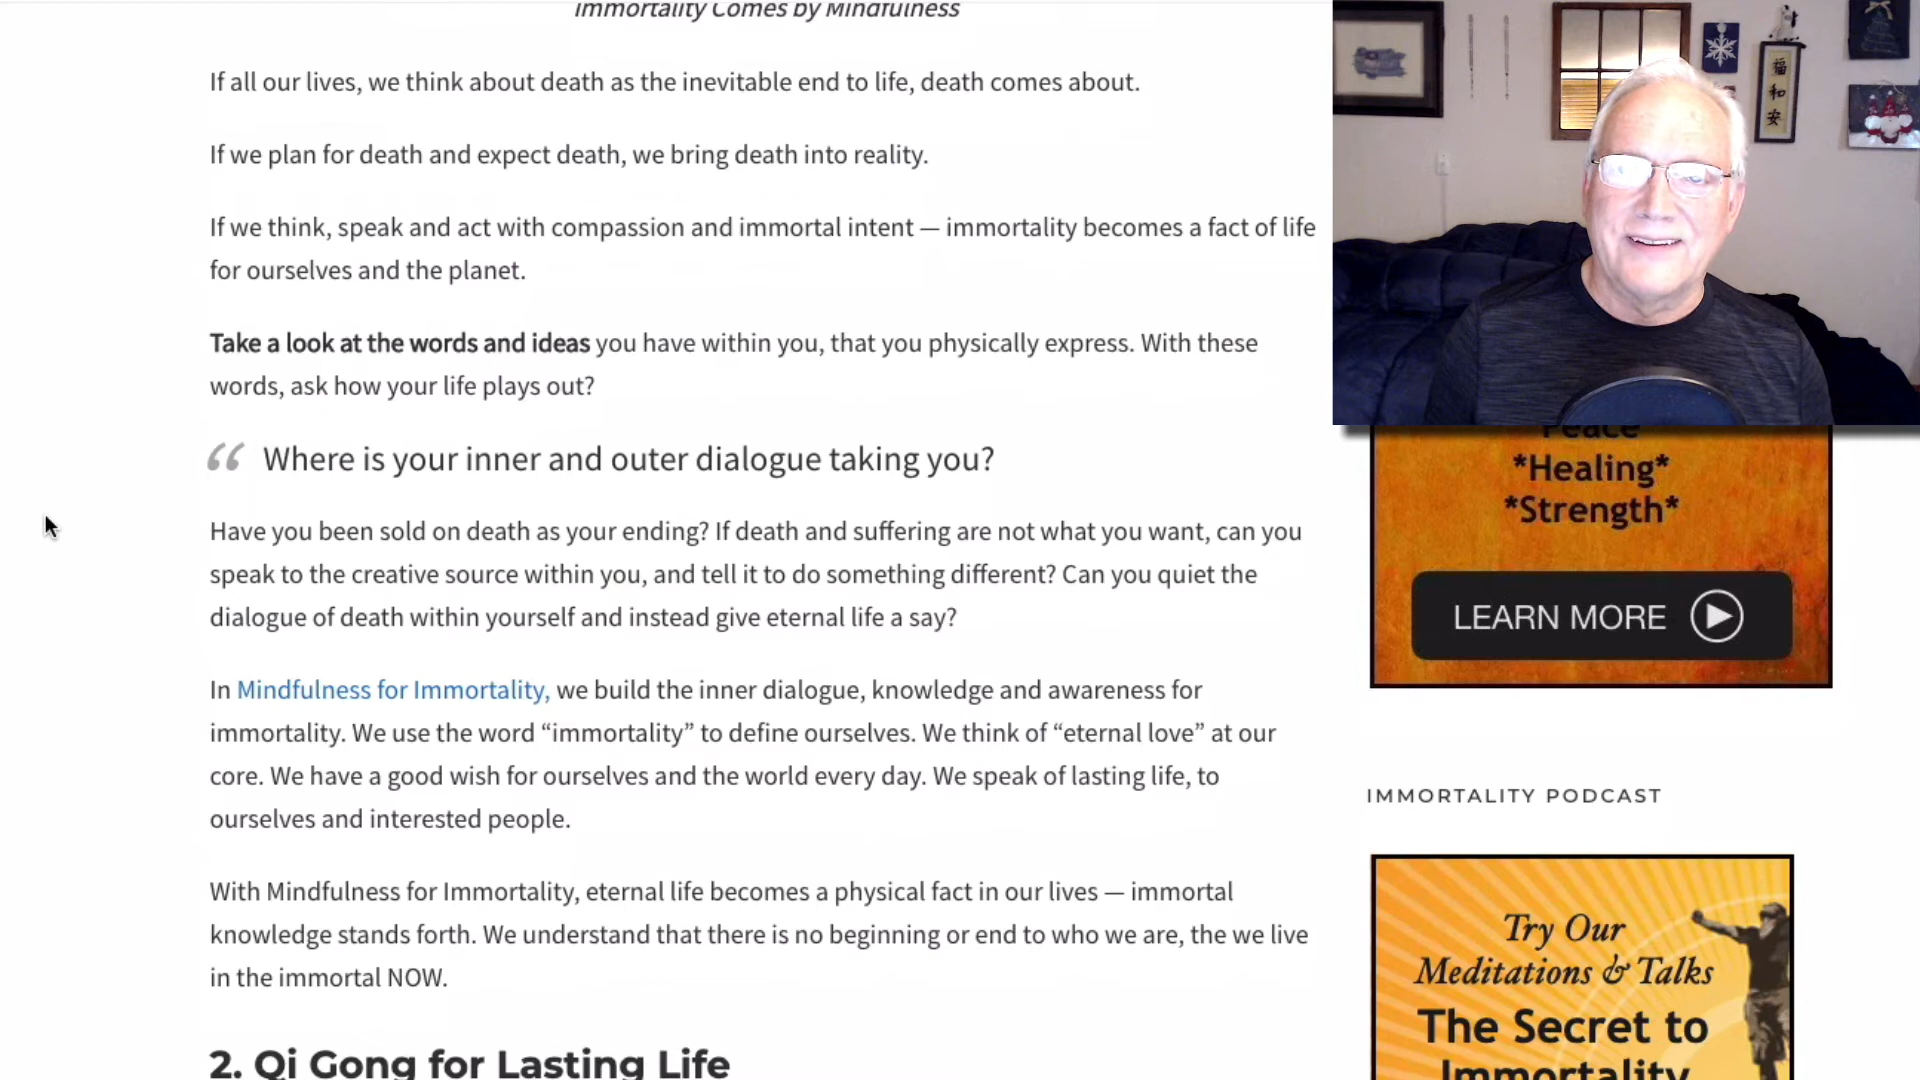 Immortality Comes by Mindfulness
If all our lives, we think about death as the inevitable end to life, death comes about.
If we plan for death and expect death, we bring death into reality.
If we think, speak and act with compassion and immortal intent — immortality becomes a fact of life
for ourselves and the planet.
Take a look at the words and ideas you have within you, that you physically express. With these
words, ask how your life plays out?
“ Where is your inner and outer dialogue taking you?
Have you been sold on death as your ending? If death and suffering are not what you want, can you
speak to the creative source within you, and tell it to do something different? Can you quiet the
dialogue of death within yourself and instead give eternal life a say?
In Mindfulness for Immortality, we build the inner dialogue, knowledge and awareness for
immortality. We use the word “immortality” to define ourselves. We think of “eternal love” at our
core. We have a good wish for ourselves and the world every day. We speak of lasting life, to
ourselves and interested people.
With Mindfulness for Immortality, eternal life becomes a physical fact in our lives — immortal
knowledge stands forth. We understand that there is no beginning or end to who we are, the we live
in the immortal NOW.
2. Qi Gong for Lasting Life
福
和
安
Peace
*Healing*
*Strength*
LEARN MORE
IMMORTALITY PODCAST
Try Our
Meditations & Talks
The Secret to
Immortality